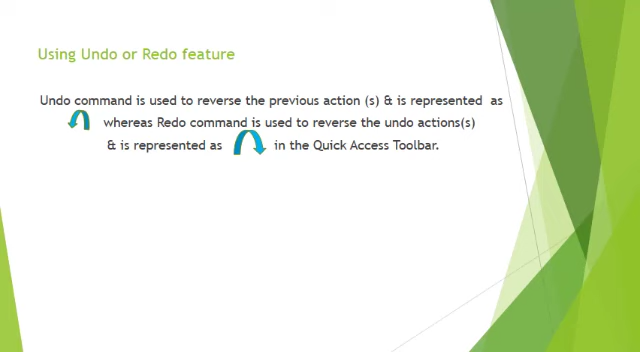 Using Undo or Redo feature
Undo command is used to reverse the previous action (s) & is represented as
whereas Redo command is used to reverse the undo actions(s)
& is represented as in the Quick Access Toolbar.